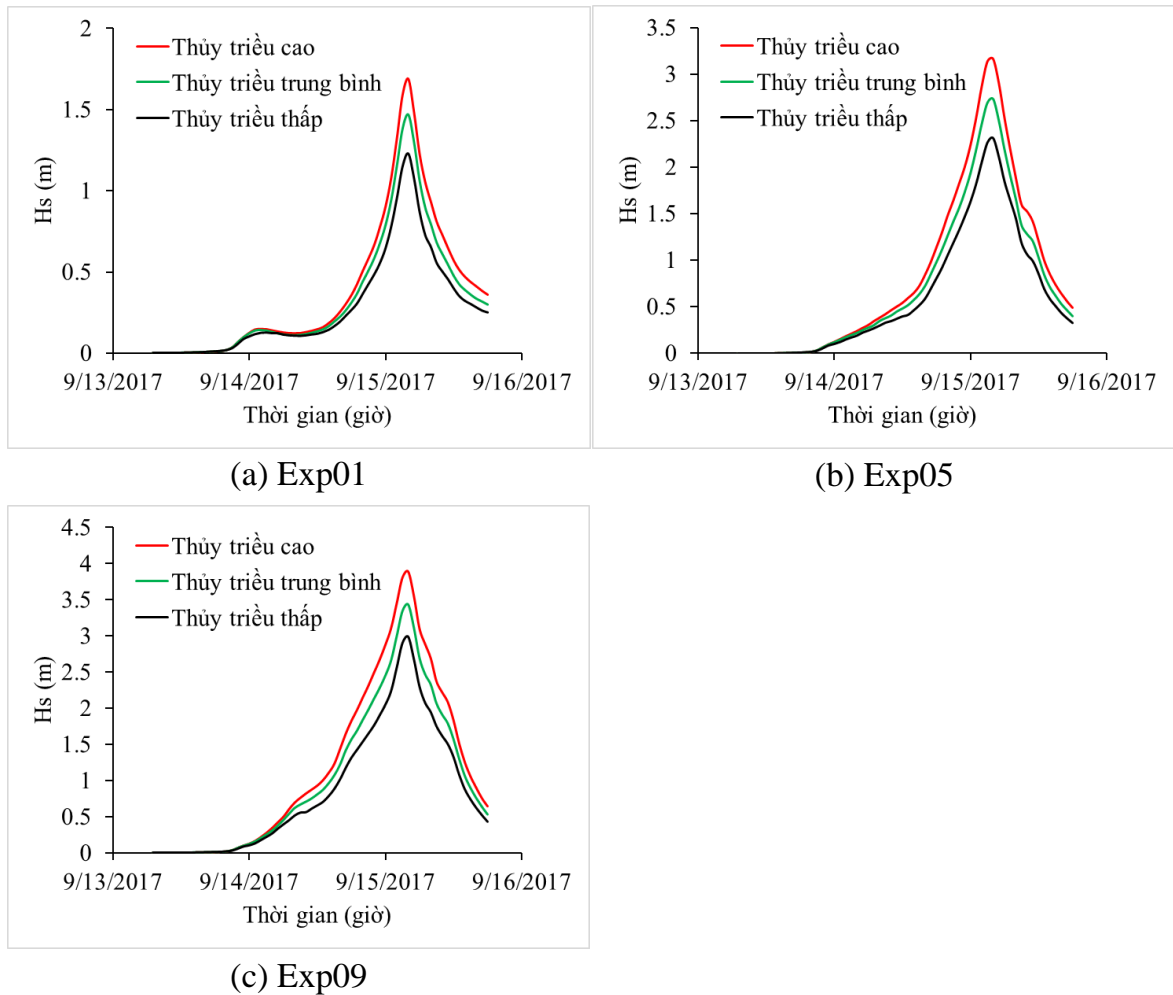 2
Thủy triều cao
Thủy triều trung bình
Thủy triều thấp
1.5
1
0.5
0
Hs (m)
9/13/2017 9/14/2017 9/15/2017 9/16/2017
Thời gian (giờ)
(a) Exp01
3.5
Thủy triều cao
3
Thủy triều trung bình
2.5
Thủy triều thấp
2
1.5
1
0.5
0
Hs (m)
9/13/2017 9/14/2017 9/15/2017 9/16/2017
Thời gian (giờ)
(b) Exp05
4.5
Thủy triều cao
4
Thủy triều trung bình
3.5
Thủy triều thấp
3
2.5
2
1.5
1
0.5
0
Hs (m)
9/13/2017 9/14/2017 9/15/2017 9/16/2017
Thời gian (giờ)
(c) Exp09